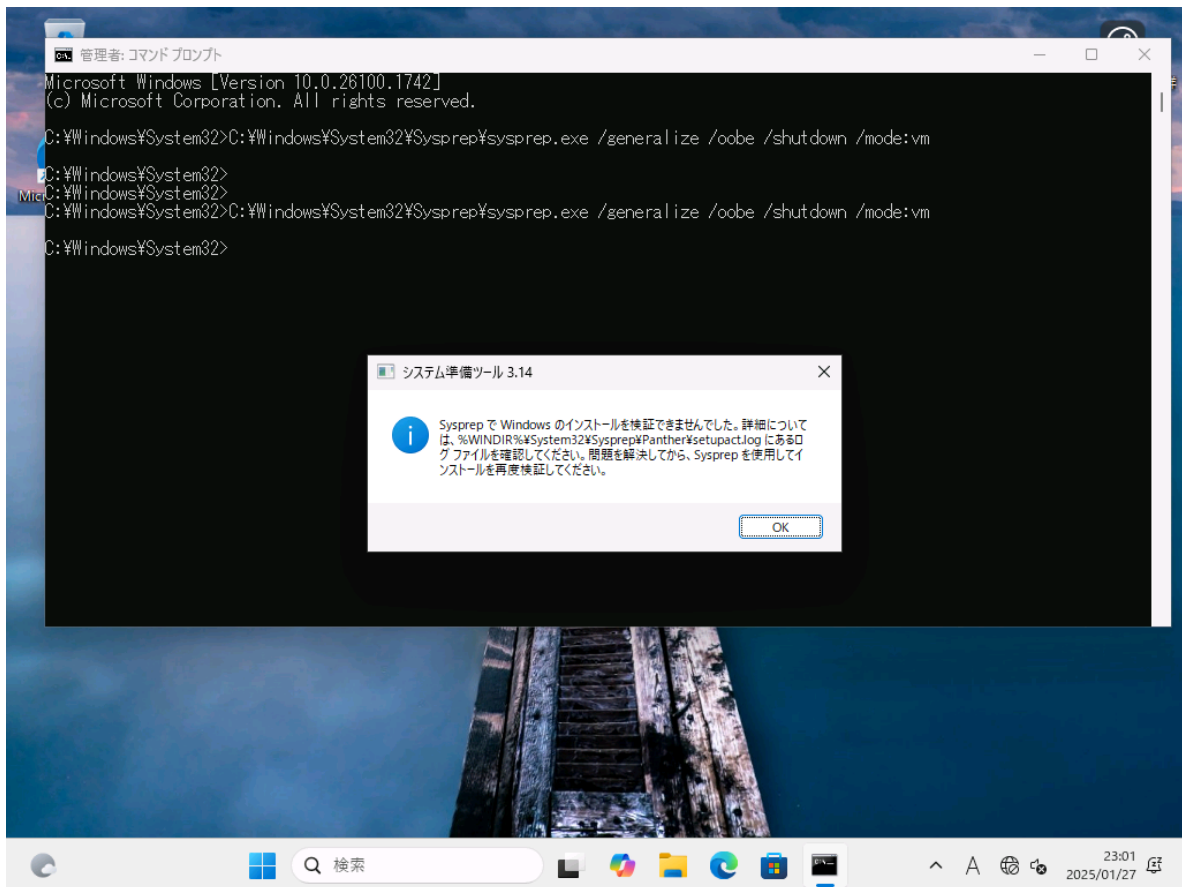 管理者: コマンド プロンプト
Microsoft Windows [Version 10.0.26100.1742]
(c) Microsoft Corporation. All rights reserved.
C:¥Windows¥System32>C:¥Windows¥System32¥Sysprep¥sysprep.exe /generalize /oobe /shutdown /mode:vm
C:¥Windows¥System32>
C:¥Windows¥System32>
C:¥Windows¥System32>C:¥Windows¥System32¥Sysprep¥sysprep.exe /generalize /oobe /shutdown /mode:vm
C:¥Windows¥System32>
システム準備ツール 3.14
Sysprep で Windows のインストールを検証できませんでした。詳細について
は、%WINDIR%¥System32¥Sysprep¥Panther¥setupact.log にあるロ
グ ファイルを確認してください。問題を解決してから、Sysprep を使用してイ
ンストールを再度検証してください。
OK
検索
A
23:01
2025/01/27